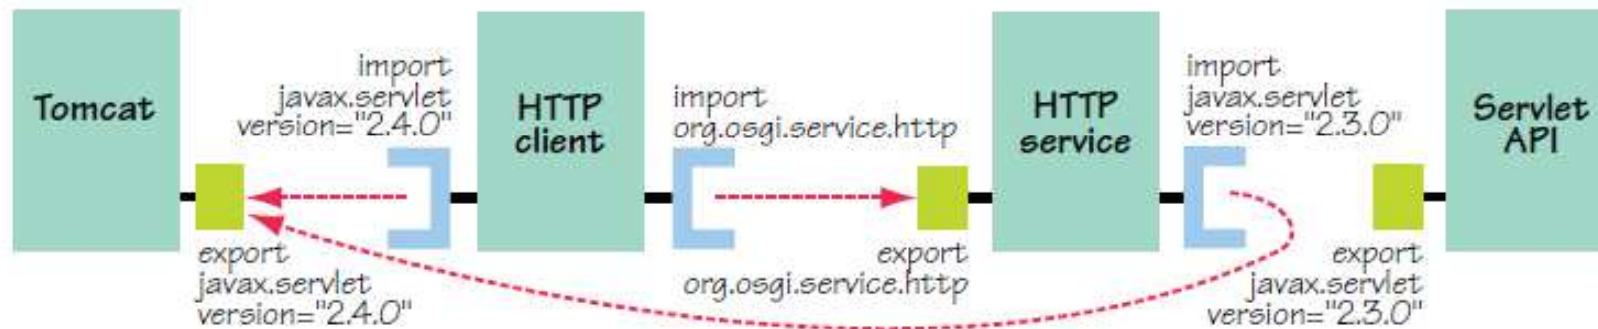 Tomcat
import
javax.servlet
version="2.4.0"
HTTP
client
import
org.osgi.service.http
HTTP
service
import
javax.servlet
version="2.3.0"
Servlet
API
export
javax.servlet
version="2.4.0"
export
org.osgi.service.http
export
javax.servlet
version="2.3.0"